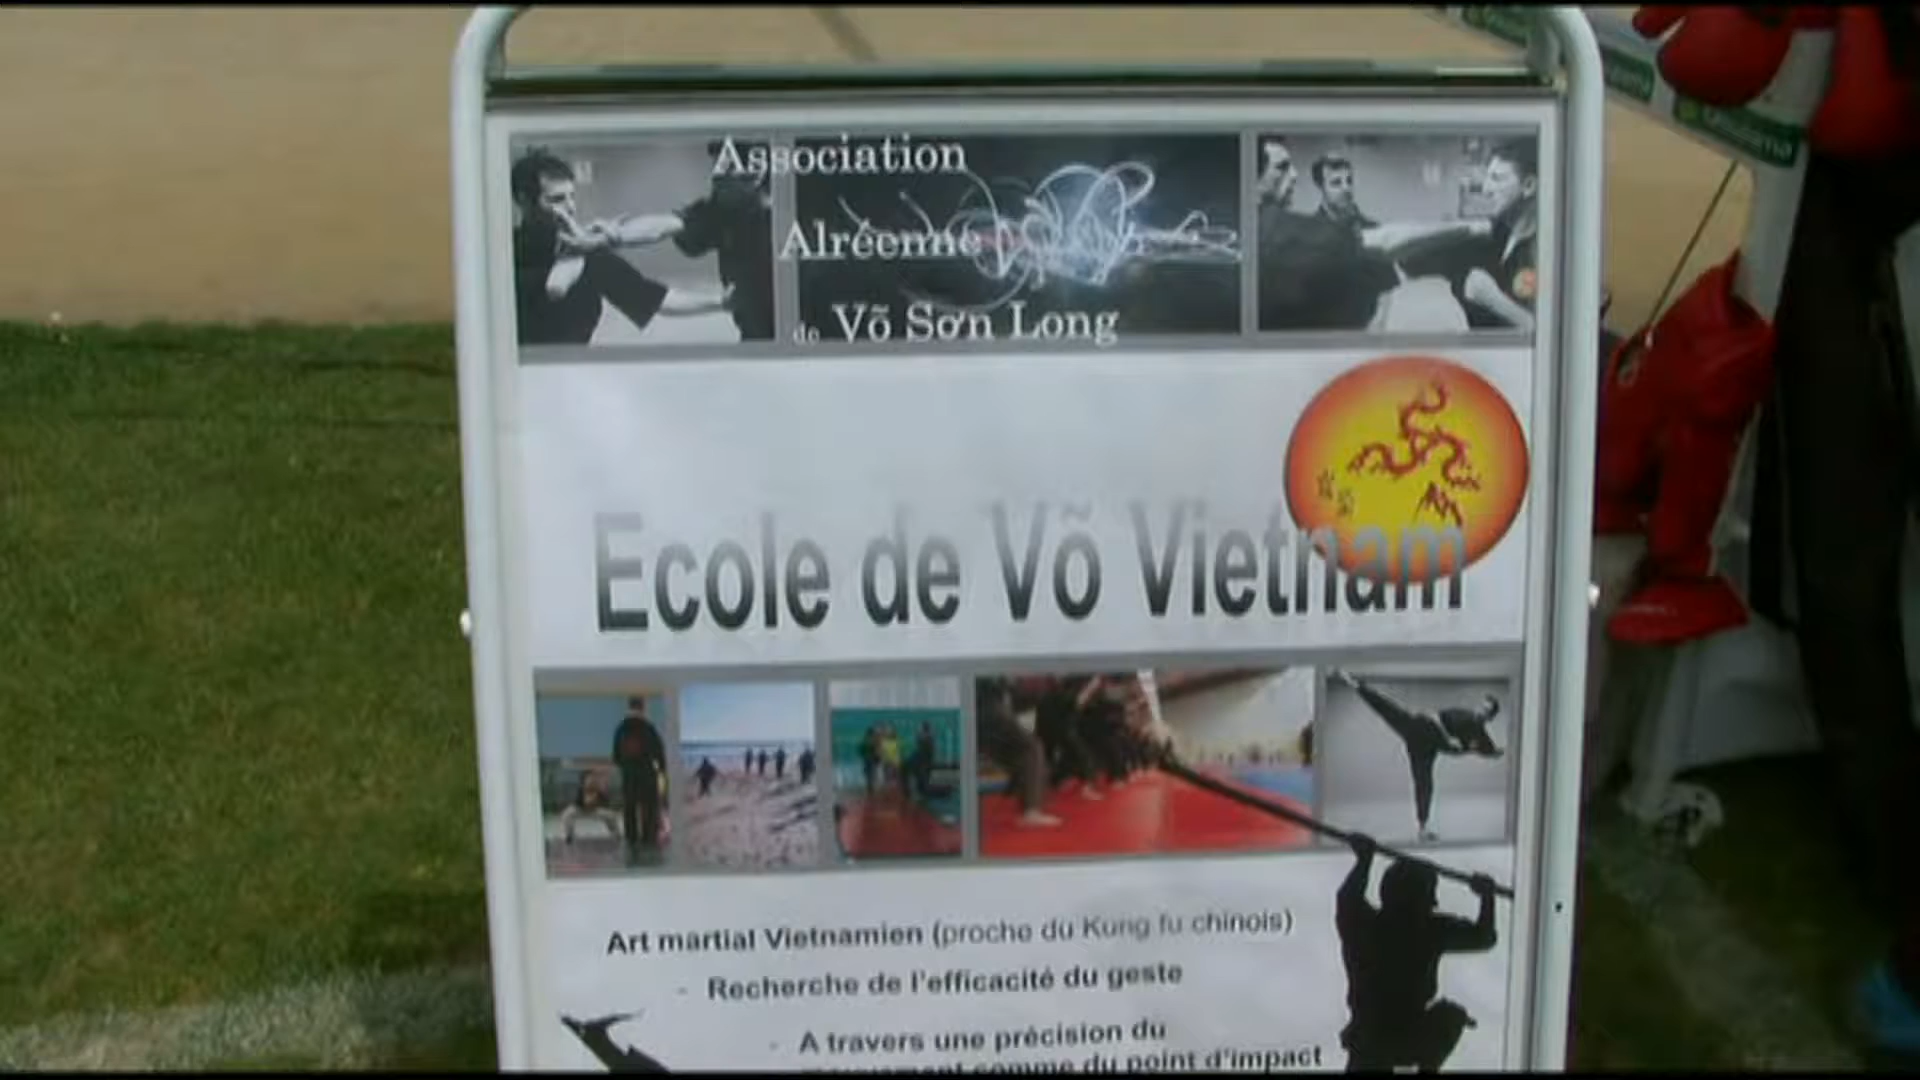 Association
Alréenne
de Võ Sơn Long
Ecole de Võ Vietnam
Art martial Vietnamien (proche du Kung fu chinois)
- Recherche de l'efficacité du geste
- A travers une précision du
comme du point d'impact